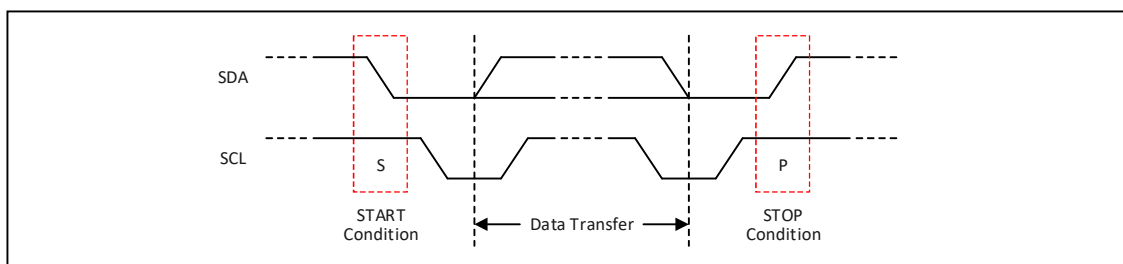 SDA
SCL
S
P
START
Condition
Data Transfer
STOP
Condition